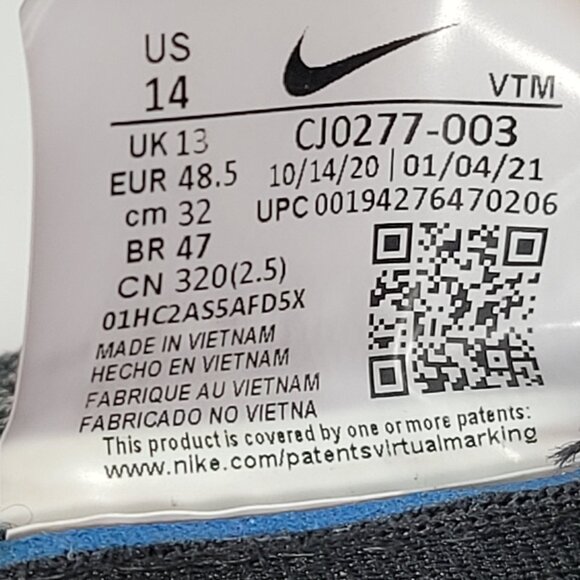 US
14
VTM
UK 13
CJ0277-003
EUR 48.5
10/14/20 | 01/04/21
cm 32
UPC 00194276470206
BR 47
CN 320(2.5)
01HC2AS5AFD5X
MADE IN VIETNAM
HECHO EN VIETNAM
FABRIQUE AU VIETNAM
FABRICADO NO VIETNA
This product is covered by one or more patents:
www.nike.com/patentsvirtualmarking